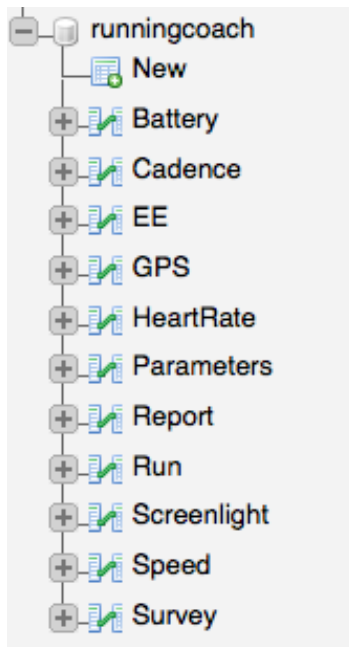 runningcoach
New
Battery
Cadence
EE
GPS
HeartRate
Parameters
Report
Run
Screenlight
Speed
Survey